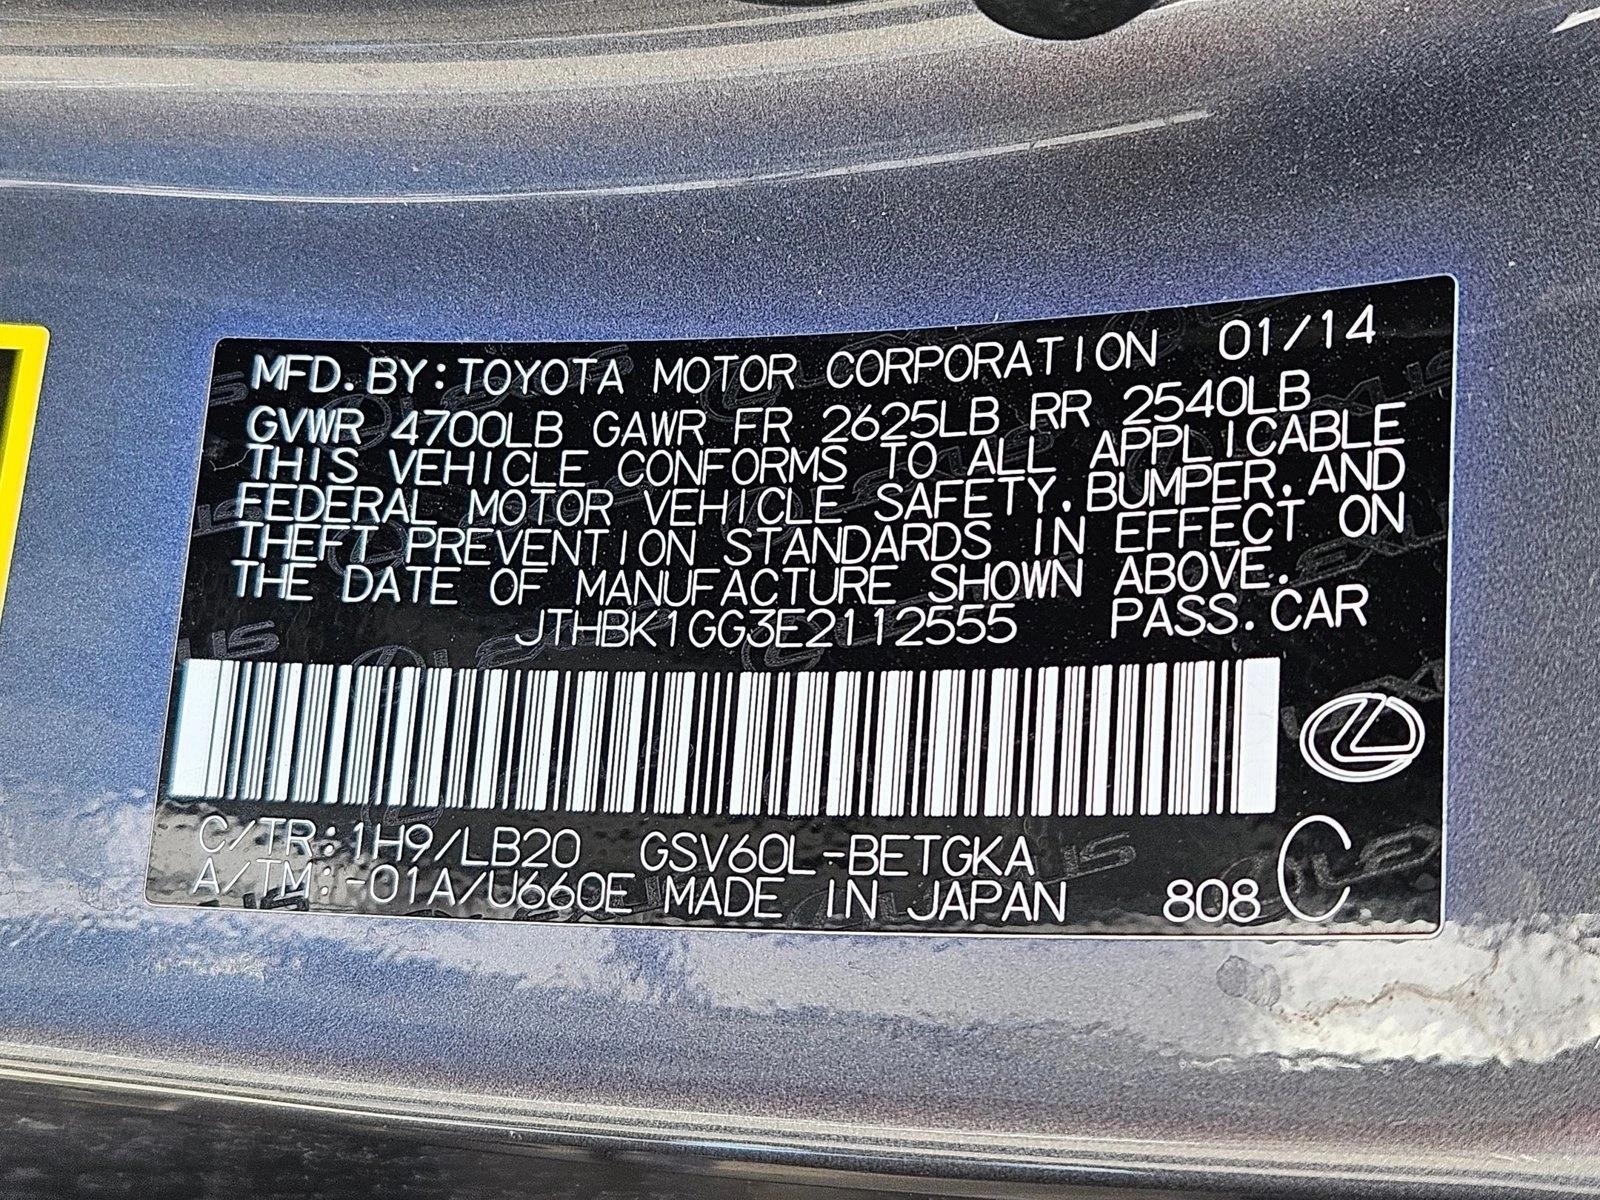 MFD. BY: TOYOTA MOTOR CORPORATION 01/14
GVWR 4700LB GAWR FR 2625LB RR 2540LB
THIS VEHICLE CONFORMS TO ALL APPLICABLE
FEDERAL MOTOR VEHICLE SAFETY, BUMPER, AND
THEFT PREVENTION STANDARDS IN EFFECT ON
THE DATE OF MANUFACTURE SHOWN ABOVE.
JTHBK1GG3E2112555 PASS. CAR
C/TR: 1H9/LB20 GSV60L-BETGKA
A/TM: -01A/U660E MADE IN JAPAN 808 C